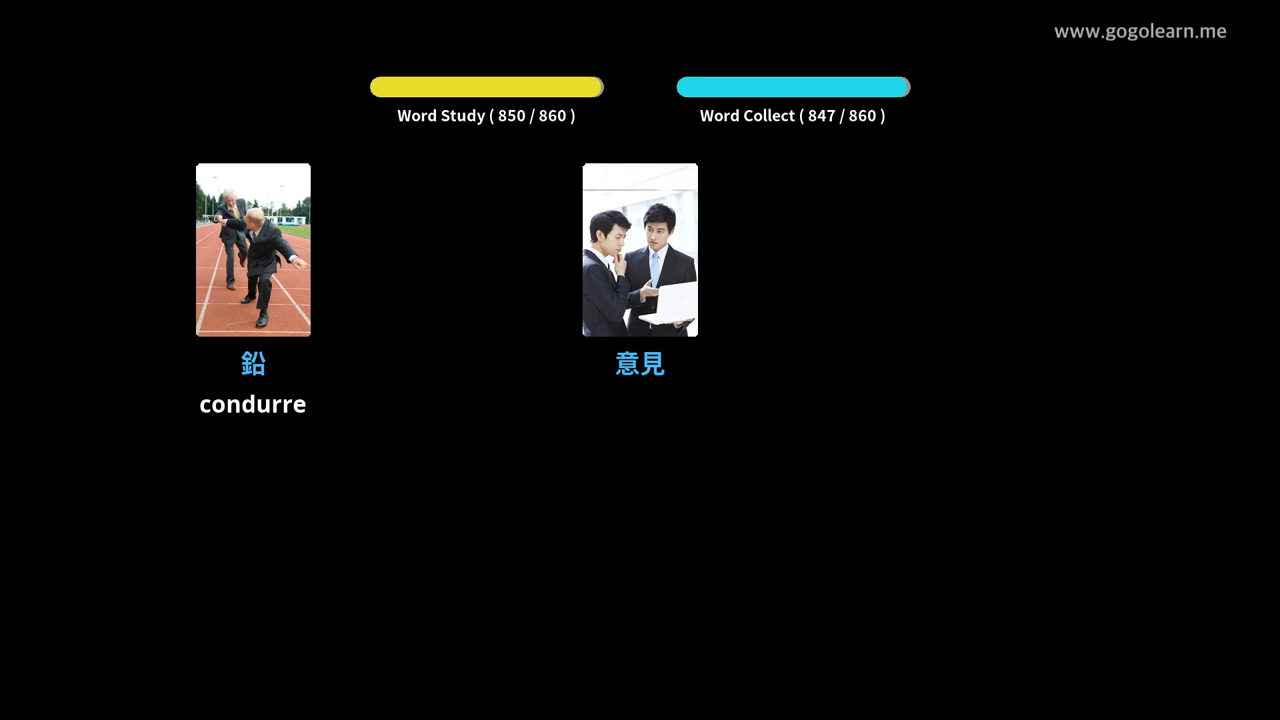 www.gogolearn.me
Word Study ( 850 / 860 )
Word Collect ( 847 / 860 )
鉛
意見
condurre